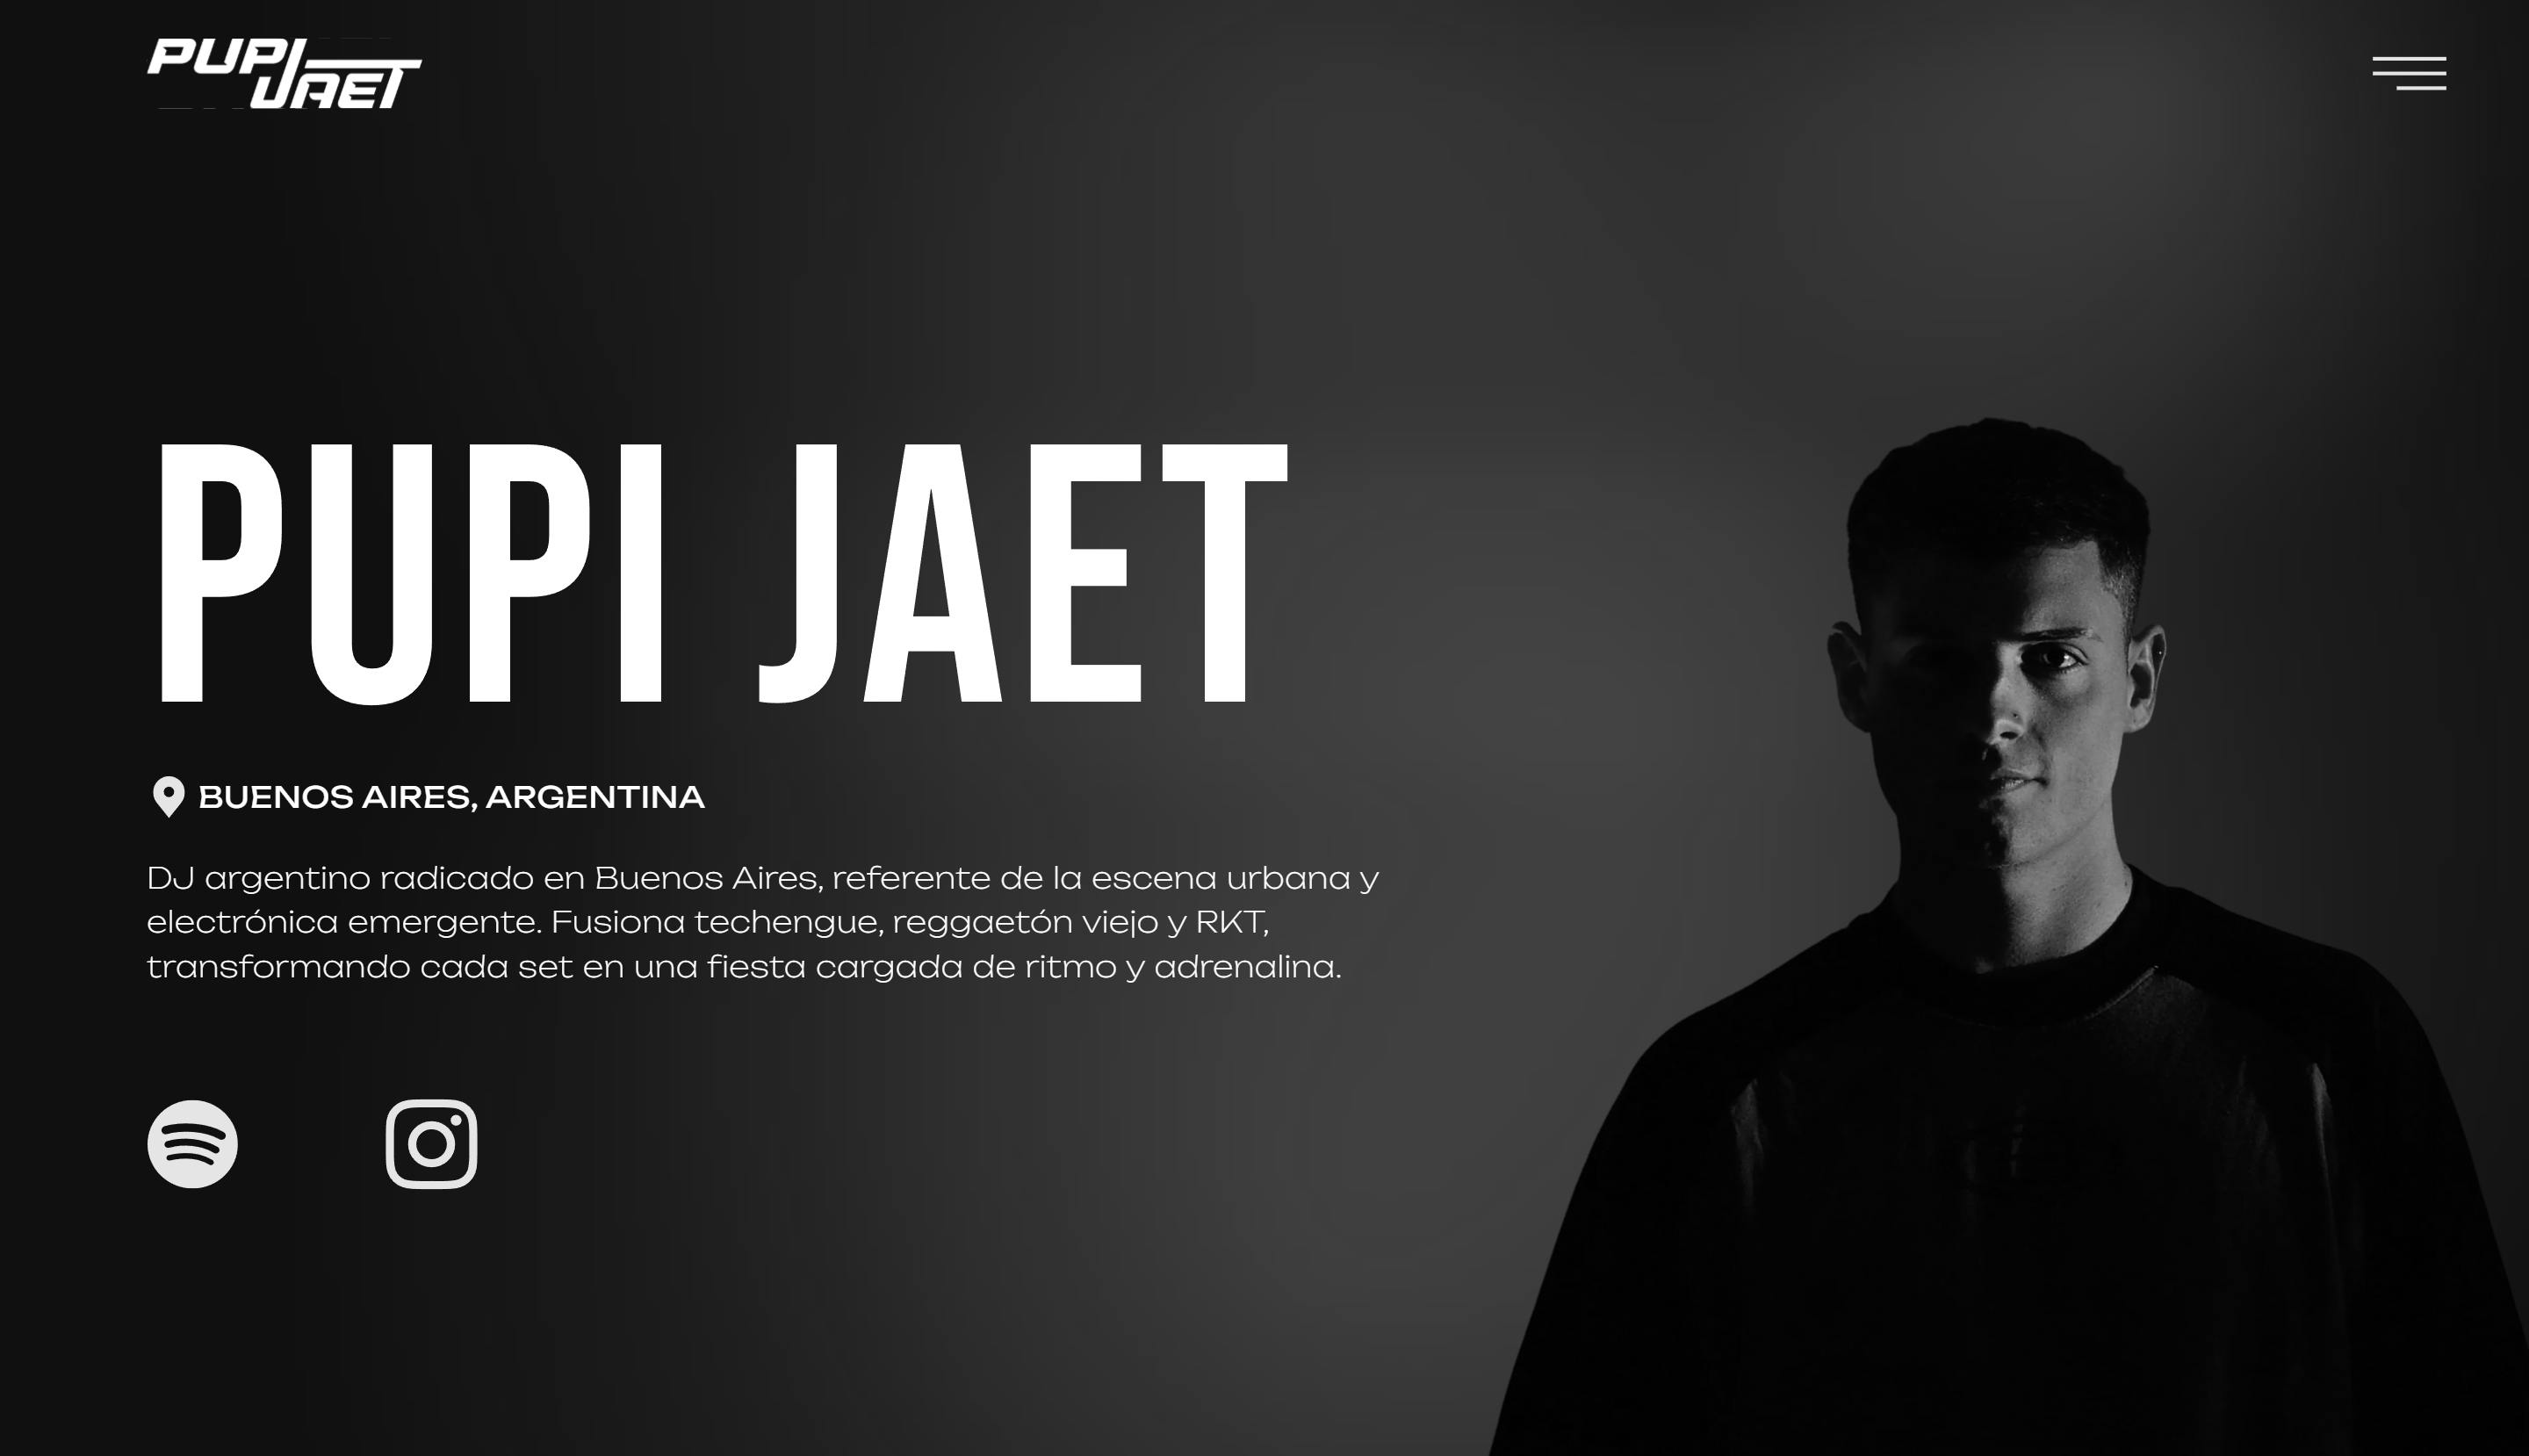 PUPI
JAET
PUPI JAET
BUENOS AIRES, ARGENTINA
DJ argentino radicado en Buenos Aires, referente de la escena urbana y
electrónica emergente. Fusiona techengue, reggaetón viejo y RKT,
transformando cada set en una fiesta cargada de ritmo y adrenalina.